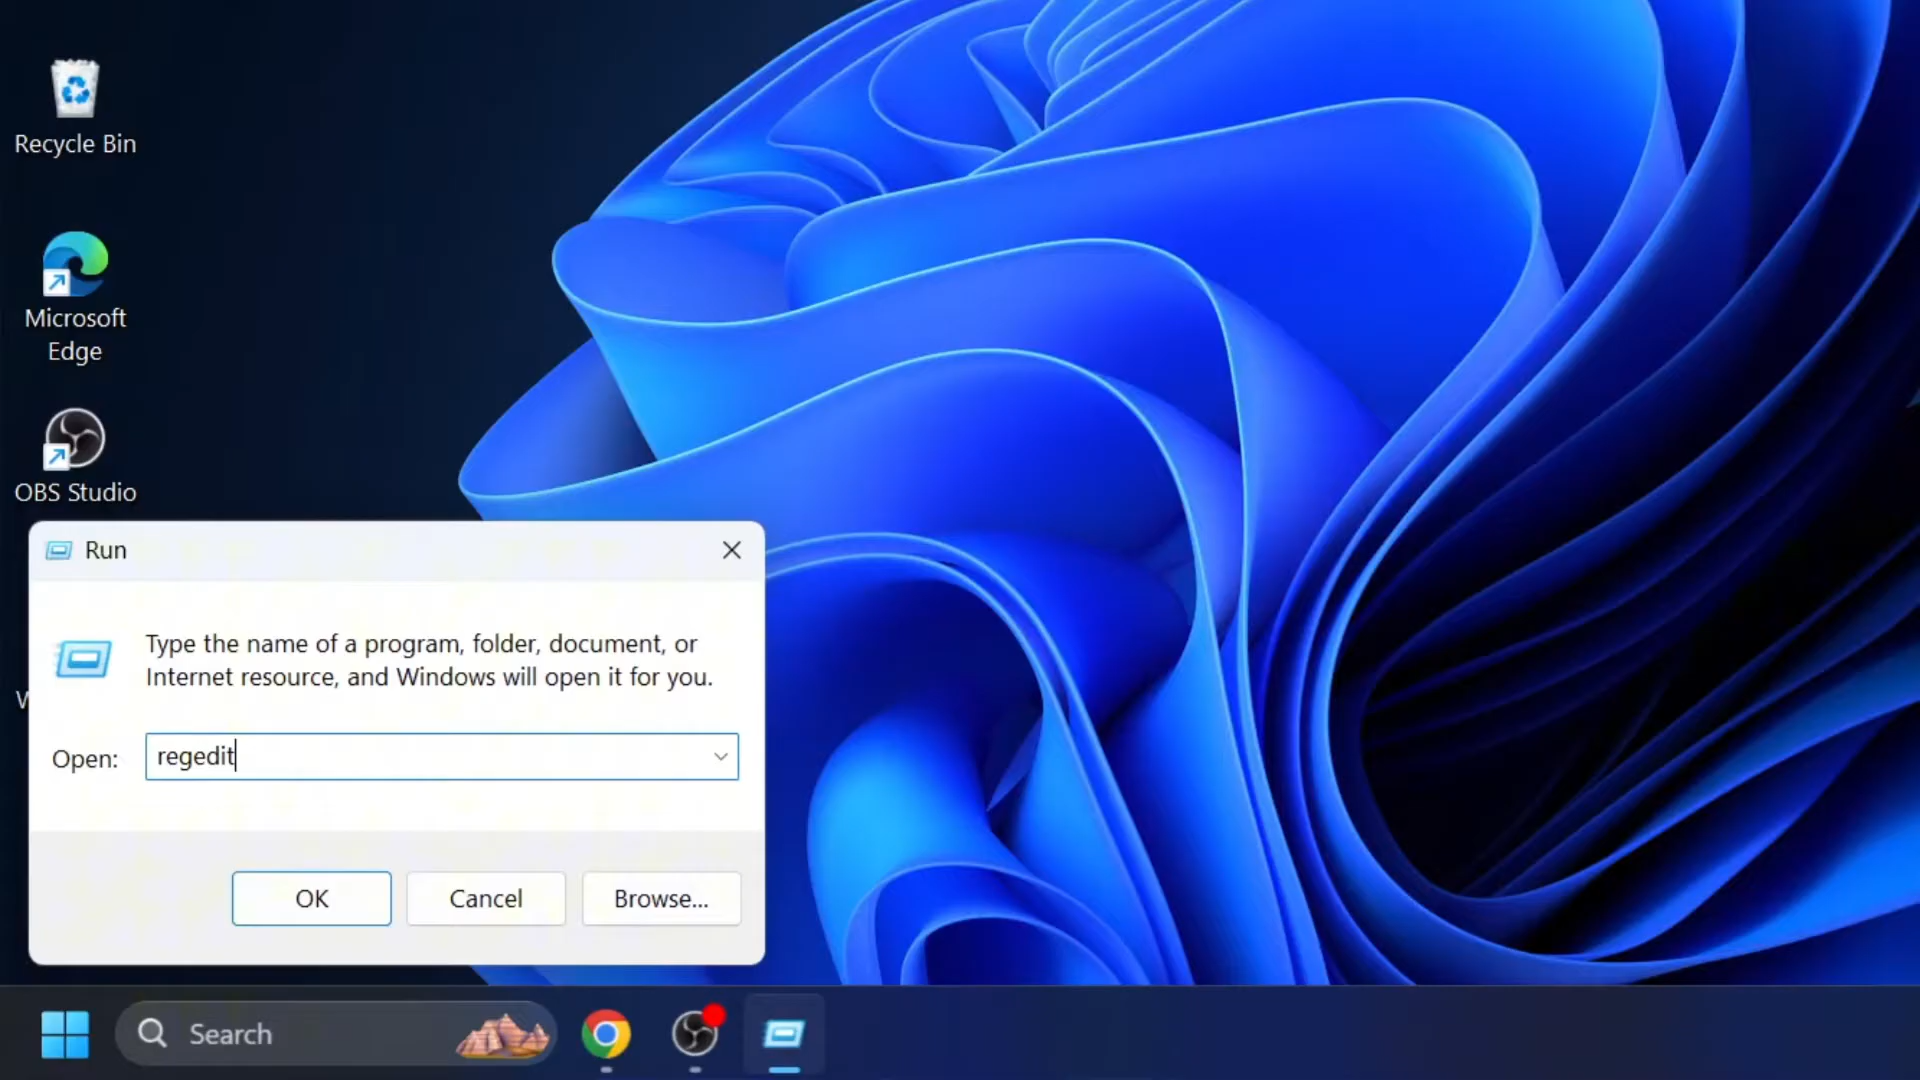 Recycle Bin
Microsoft
Edge
OBS Studio
Run
Type the name of a program, folder, document, or
Internet resource, and Windows will open it for you.
Open:
regedit
OK
Cancel
Browse...
Search